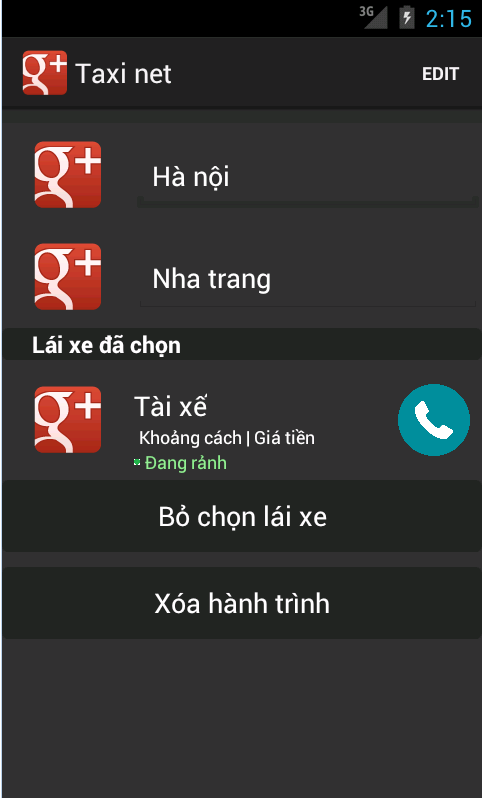 3G 2:15
g+ Taxi net EDIT
g+ Hà nội
g+ Nha trang
Lái xe đã chọn
g+ Tài xế
Khoảng cách | Giá tiền
Đang rảnh
Bỏ chọn lái xe
Xóa hành trình